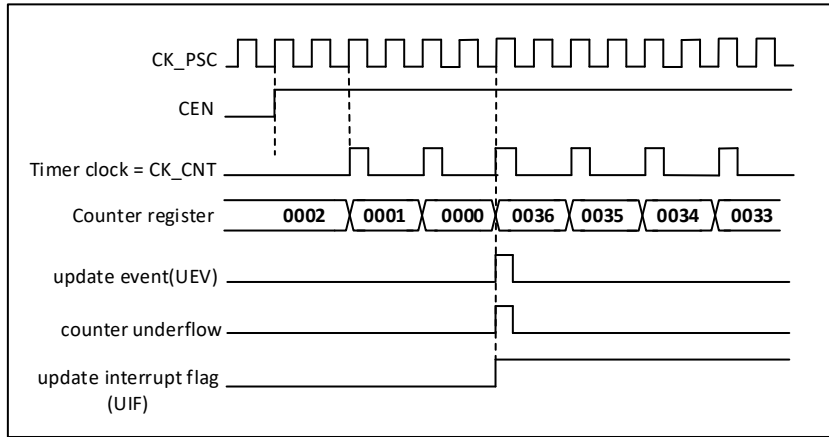 CK_PSC
CEN
Timer clock = CK_CNT
Counter register 0002 0001 0000 0036 0035 0034 0033
update event(UEV)
counter underflow
update interrupt flag
(UIF)